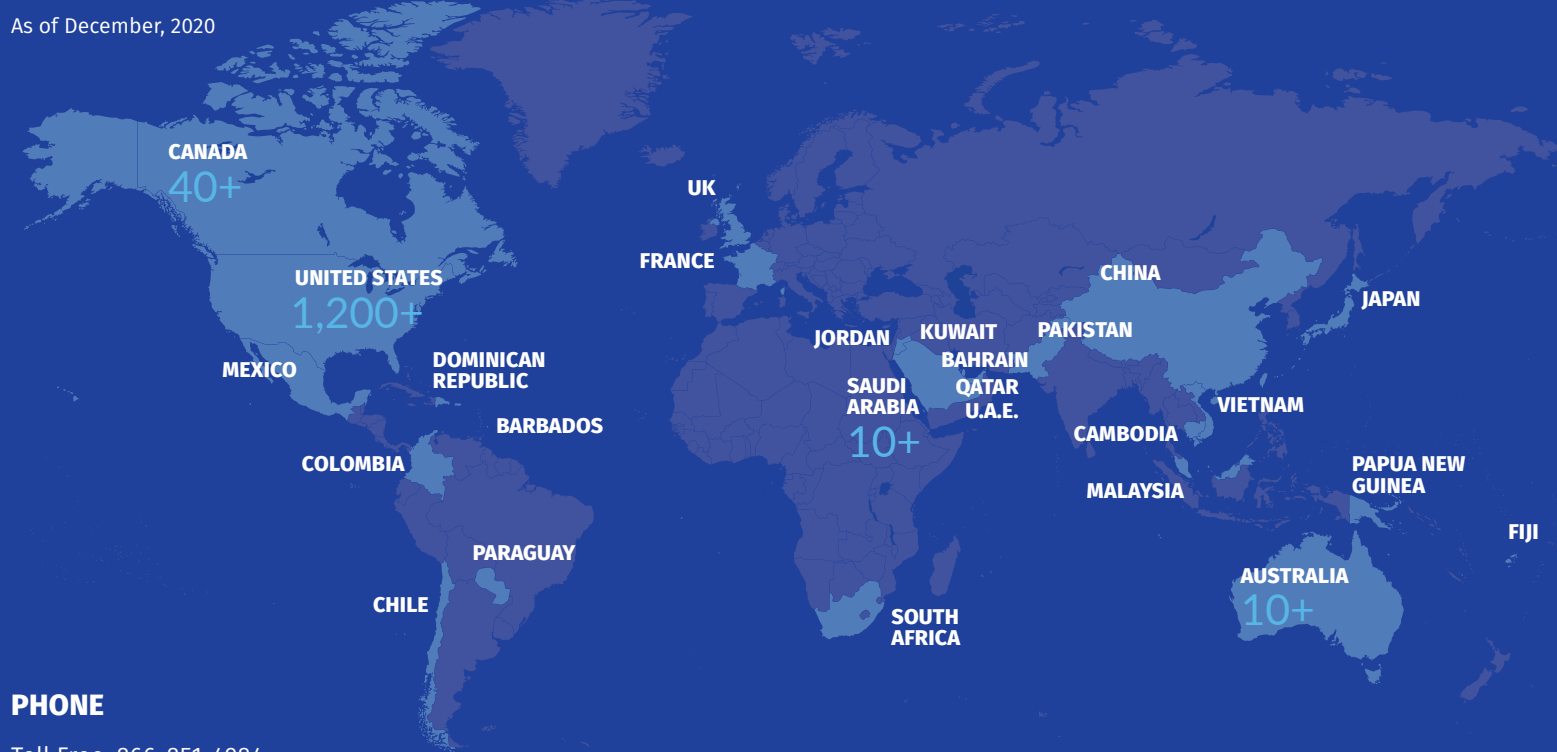 As of December, 2020
CANADA
40+
UNITED STATES
1,200+
MEXICO
DOMINICAN
REPUBLIC
BARBADOS
COLOMBIA
PARAGUAY
CHILE
UK
FRANCE
JORDAN
KUWAIT
BAHRAIN
SAUDI
ARABIA
10+
QATAR
U.A.E.
PAKISTAN
CHINA
JAPAN
VIETNAM
CAMBODIA
MALAYSIA
PAPUA NEW
GUINEA
FIJI
AUSTRALIA
10+
SOUTH
AFRICA
PHONE
Toll Free